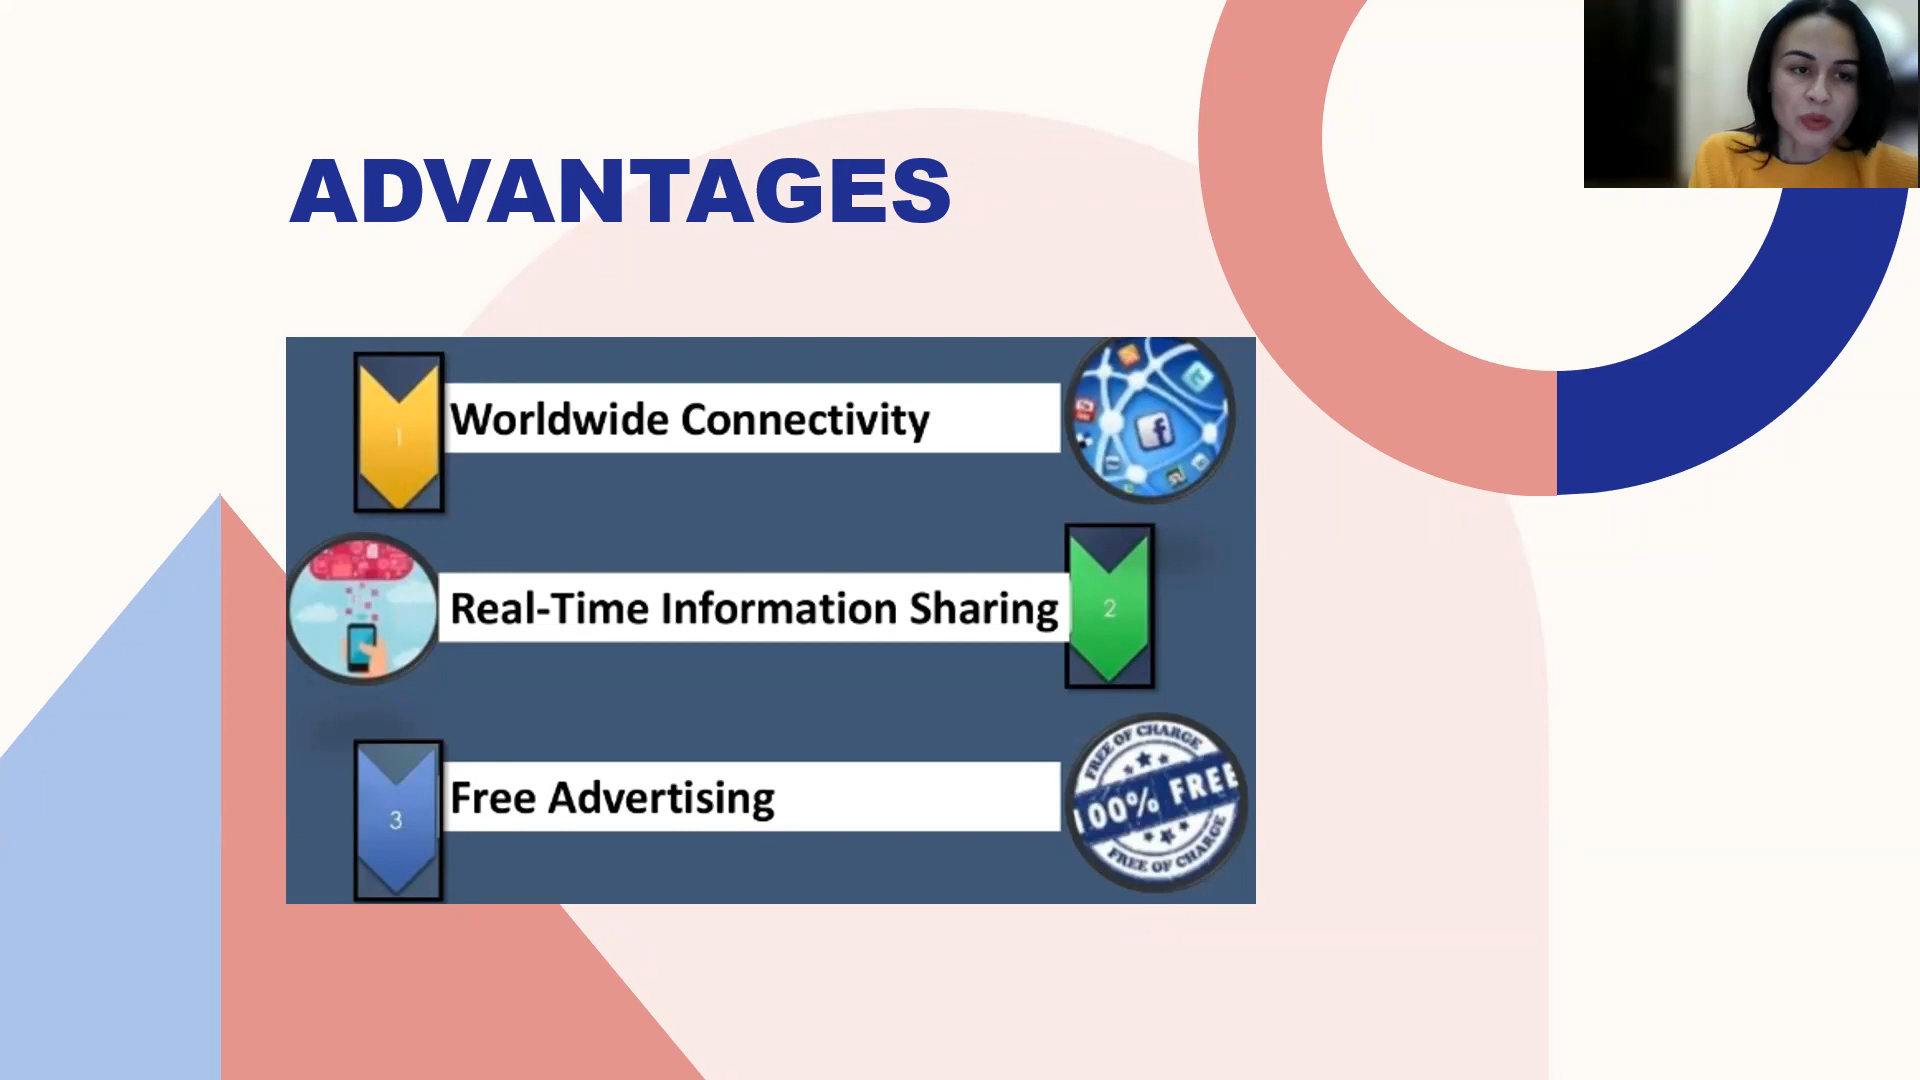 ADVANTAGES
1
Worldwide Connectivity
Real-Time Information Sharing
2
3
Free Advertising
FREE OF CHARGE
100% FREE
FREE OF CHARGE